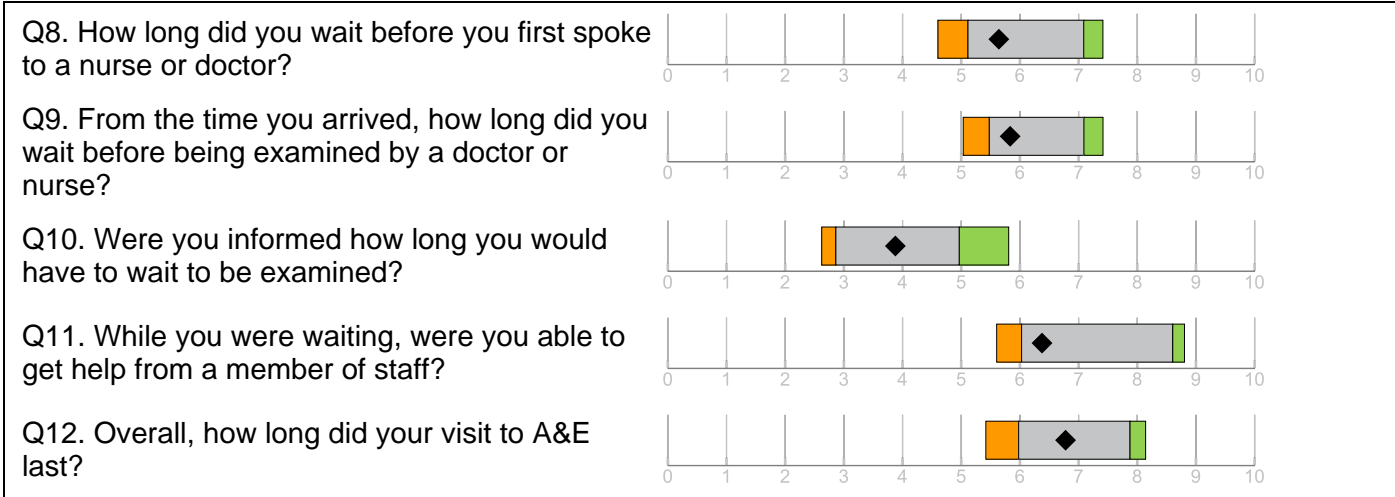 Q8. How long did you wait before you first spoke
to a nurse or doctor?
0 1 2 3 4 5 6 7 8 9 10
Q9. From the time you arrived, how long did you
wait before being examined by a doctor or
nurse?
0 1 2 3 4 5 6 7 8 9 10
Q10. Were you informed how long you would
have to wait to be examined?
0 1 2 3 4 5 6 7 8 9 10
Q11. While you were waiting, were you able to
get help from a member of staff?
0 1 2 3 4 5 6 7 8 9 10
Q12. Overall, how long did your visit to A&E
last?
0 1 2 3 4 5 6 7 8 9 10